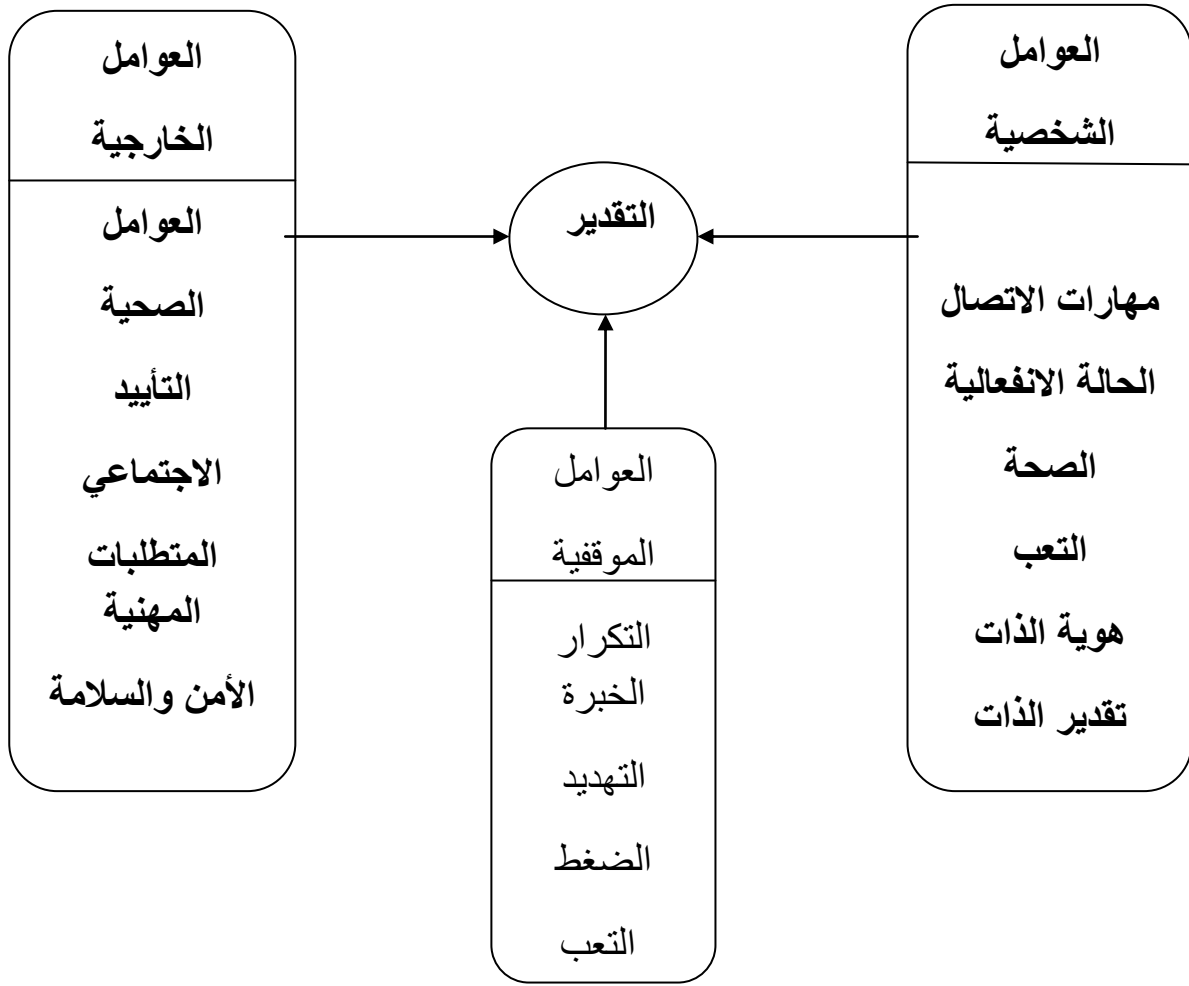 العوامل
الشخصية
مهارات الاتصال
الحالة الانفعالية
الصحة
التعب
هوية الذات
تقدير الذات
التقدير
العوامل
الموقفية
التكرار
الخبرة
التهديد
الضغط
التعب
العوامل
الخارجية
العوامل
الصحية
التأييد
الاجتماعي
المتطلبات
المهنية
الأمن والسلامة